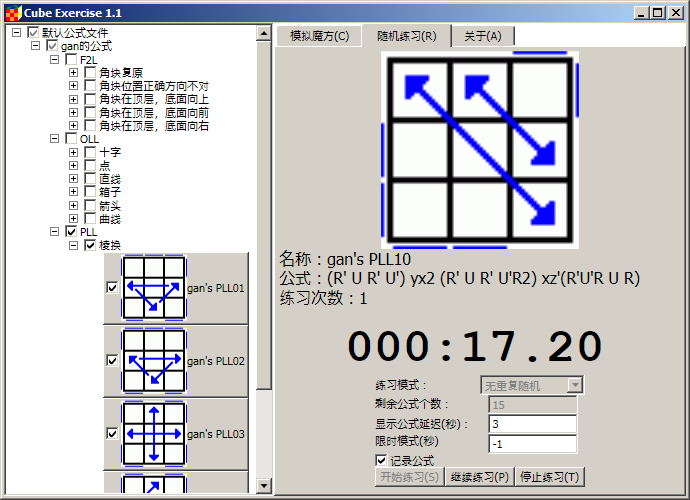 Cube Exercise 1.1
默认公式文件
gan的公式
F2L
角块复原
角块位置正确方向不对
角块在顶层，底面向上
角块在顶层，底面向前
角块在顶层，底面向右
OLL
十字
点
直线
箱子
箭头
曲线
PLL
棱换
gan's PLL01
gan's PLL02
gan's PLL03
模拟魔方(C)
随机练习(R)
关于(A)
名称：gan's PLL10
公式：(R' U R' U') yx2 (R' U R' U'R2) xz'(R'U'R U R)
练习次数：1
000:17.20
练习模式： 无重复随机
剩余公式个数： 15
显示公式延迟(秒)： 3
限时模式(秒) -1
记录公式
开始练习(S) 继续练习(P) 停止练习(T)